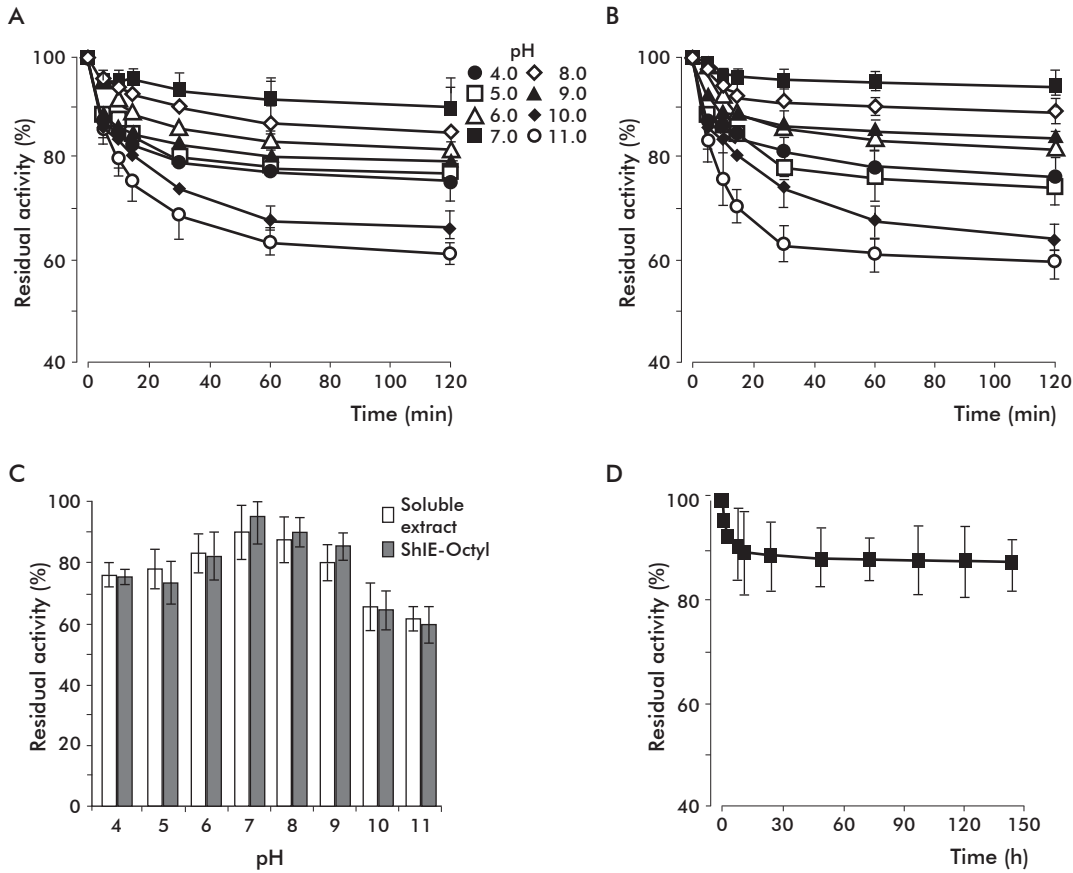 A
B
100
80
60
40
Residual activity (%)
0 20 40 60 80 100 120
Time (min)
pH
4.0 8.0
5.0 9.0
6.0 10.0
7.0 11.0
100
80
60
40
Residual activity (%)
0 20 40 60 80 100 120
Time (min)
C
D
100
80
60
40
20
0
Residual activity (%)
Soluble
extract
ShIE-Octyl
4 5 6 7 8 9 10 11
pH
100
80
60
40
Residual activity (%)
0 30 60 90 120 150
Time (h)